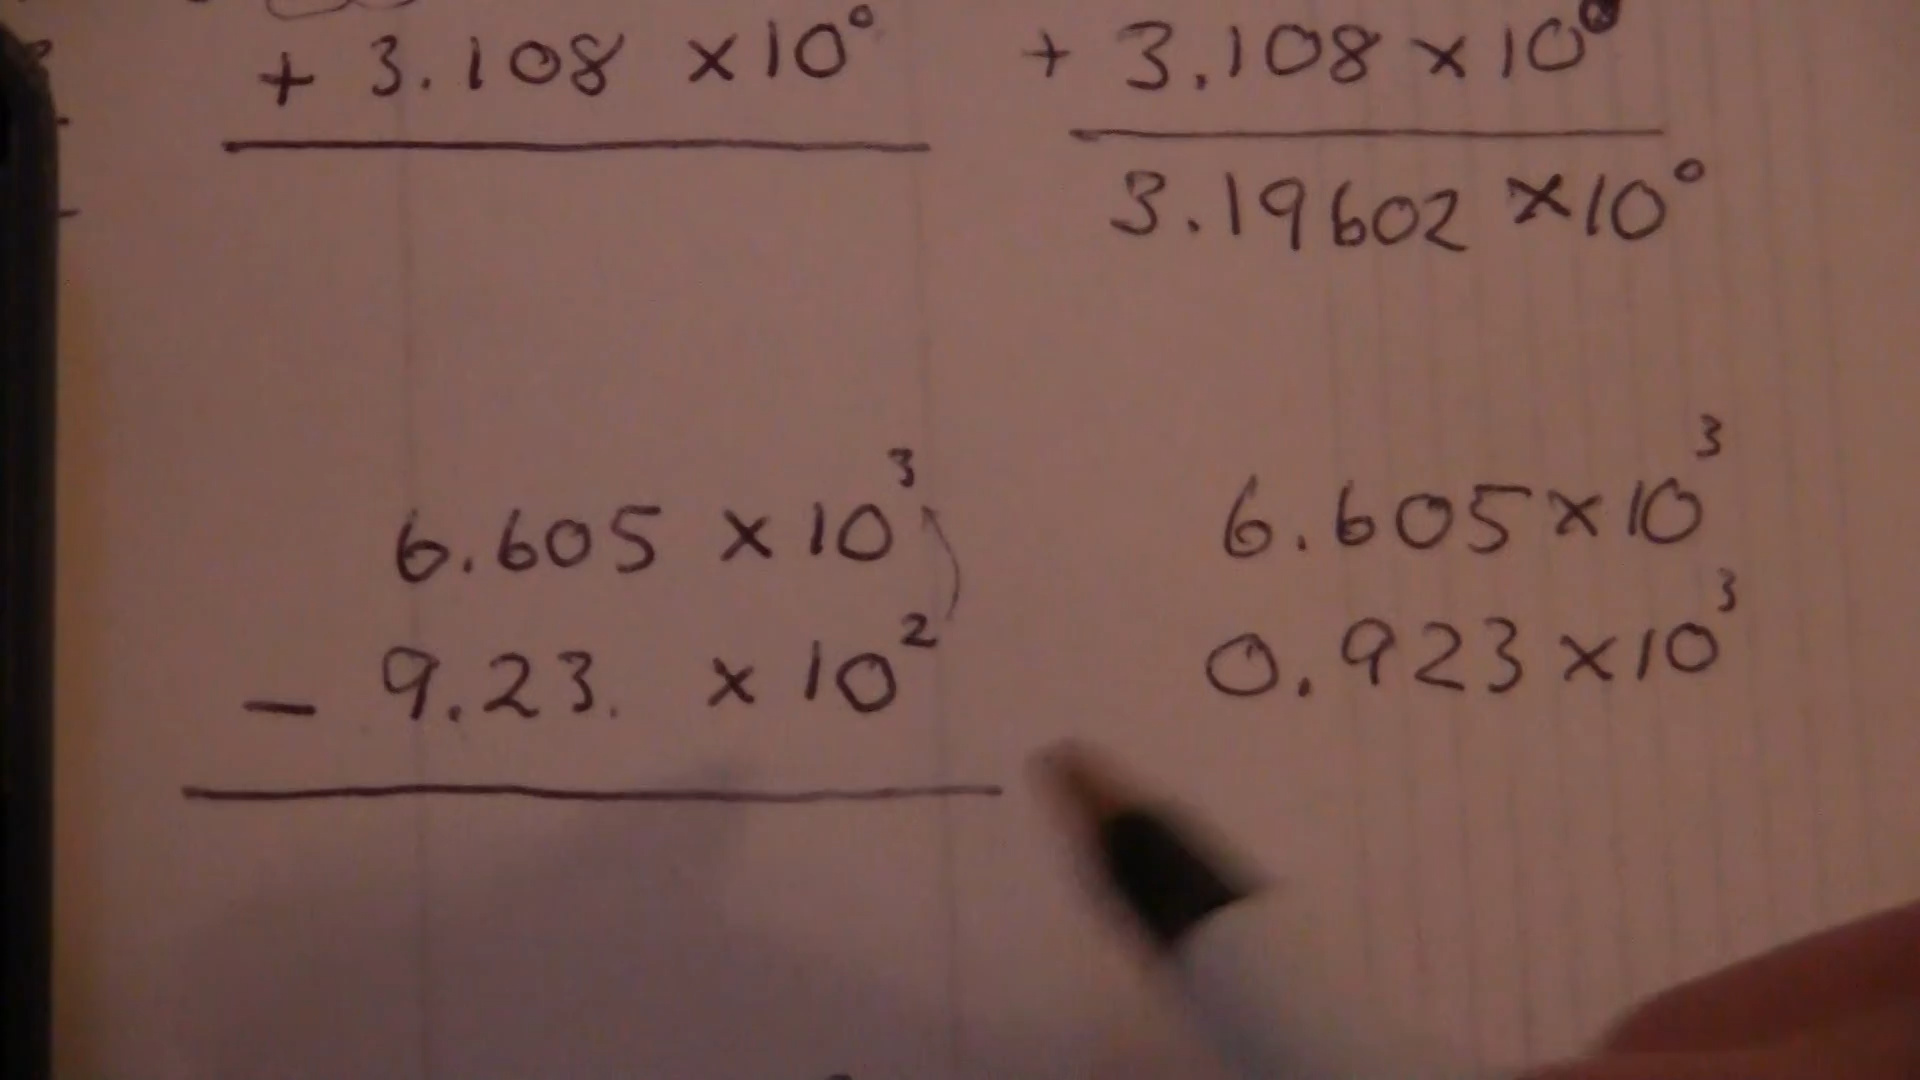 + 3.108 × 10⁰
+ 3.108 × 10⁰
3.19602 × 10⁰
6.605 × 10³
- 9.23. × 10²
6.605 × 10³
0.923 × 10³